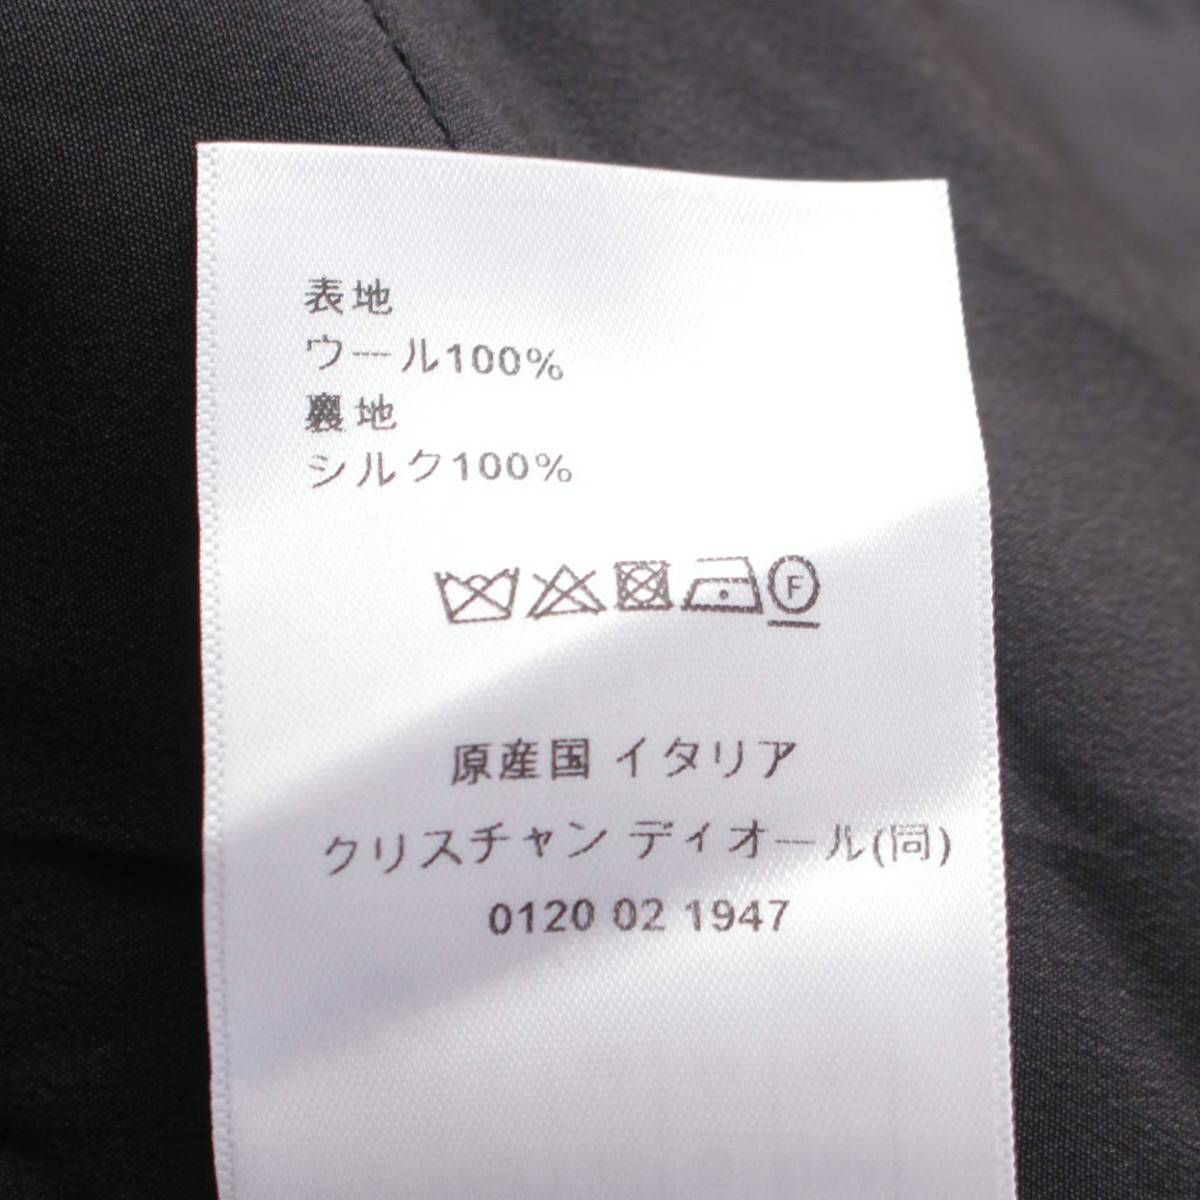 表地
ウール100%
裏地
シルク100%
F
原産国 イタリア
クリスチャン ディオール(同)
0120 02 1947